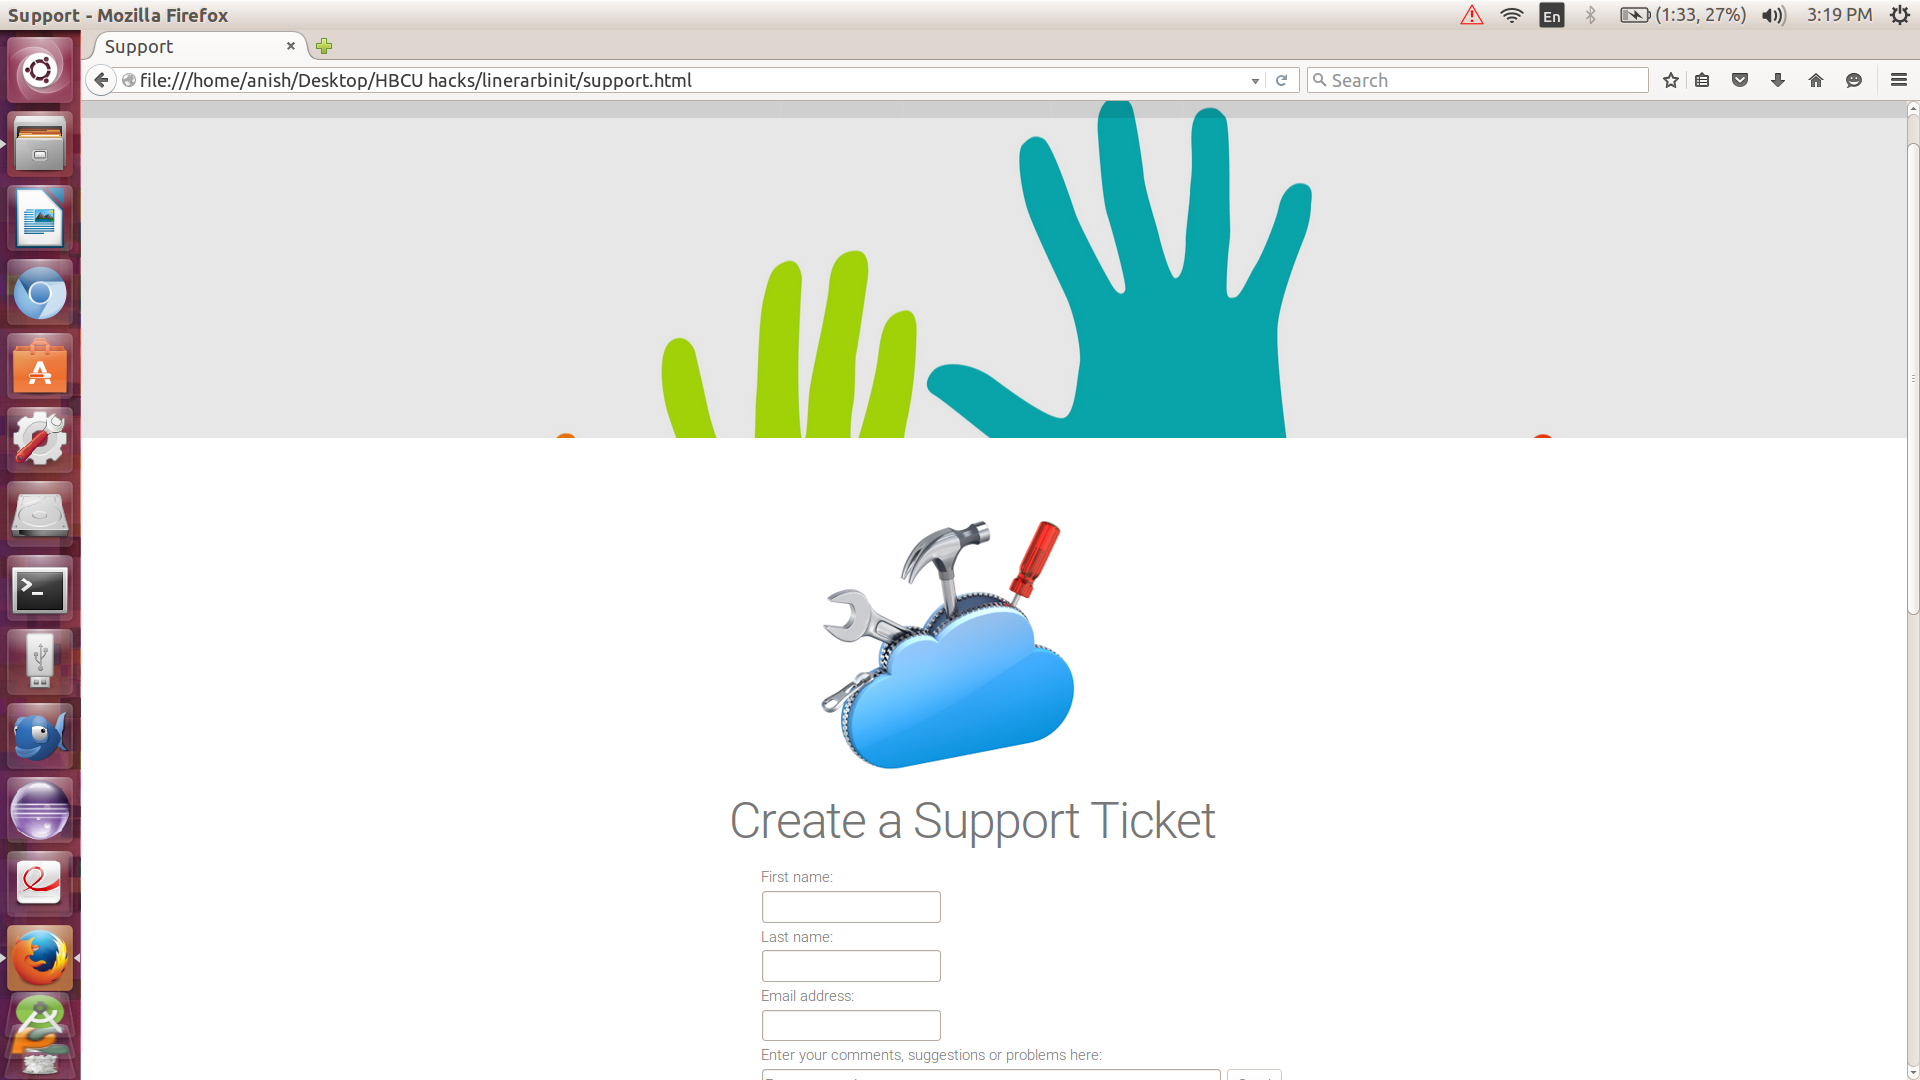 Support - Mozilla Firefox
En
(1:33, 27%)
3:19 PM
Support
file:///home/anish/Desktop/HBCU hacks/linerarbinit/support.html
Search
Create a Support Ticket
First name:
Last name:
Email address:
Enter your comments, suggestions or problems here: